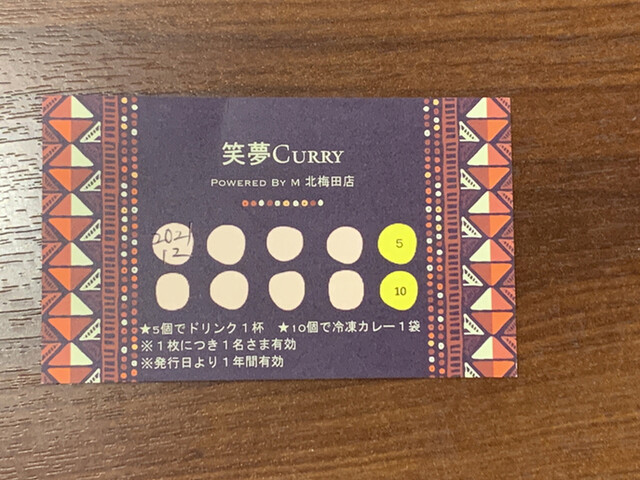 笑夢CURRY
POWERED BY M 北梅田店
2021
12
5
10
★5個でドリンク1杯 ★10個で冷凍カレー1袋
※1枚につき1名さま有効
※発行日より1年間有効